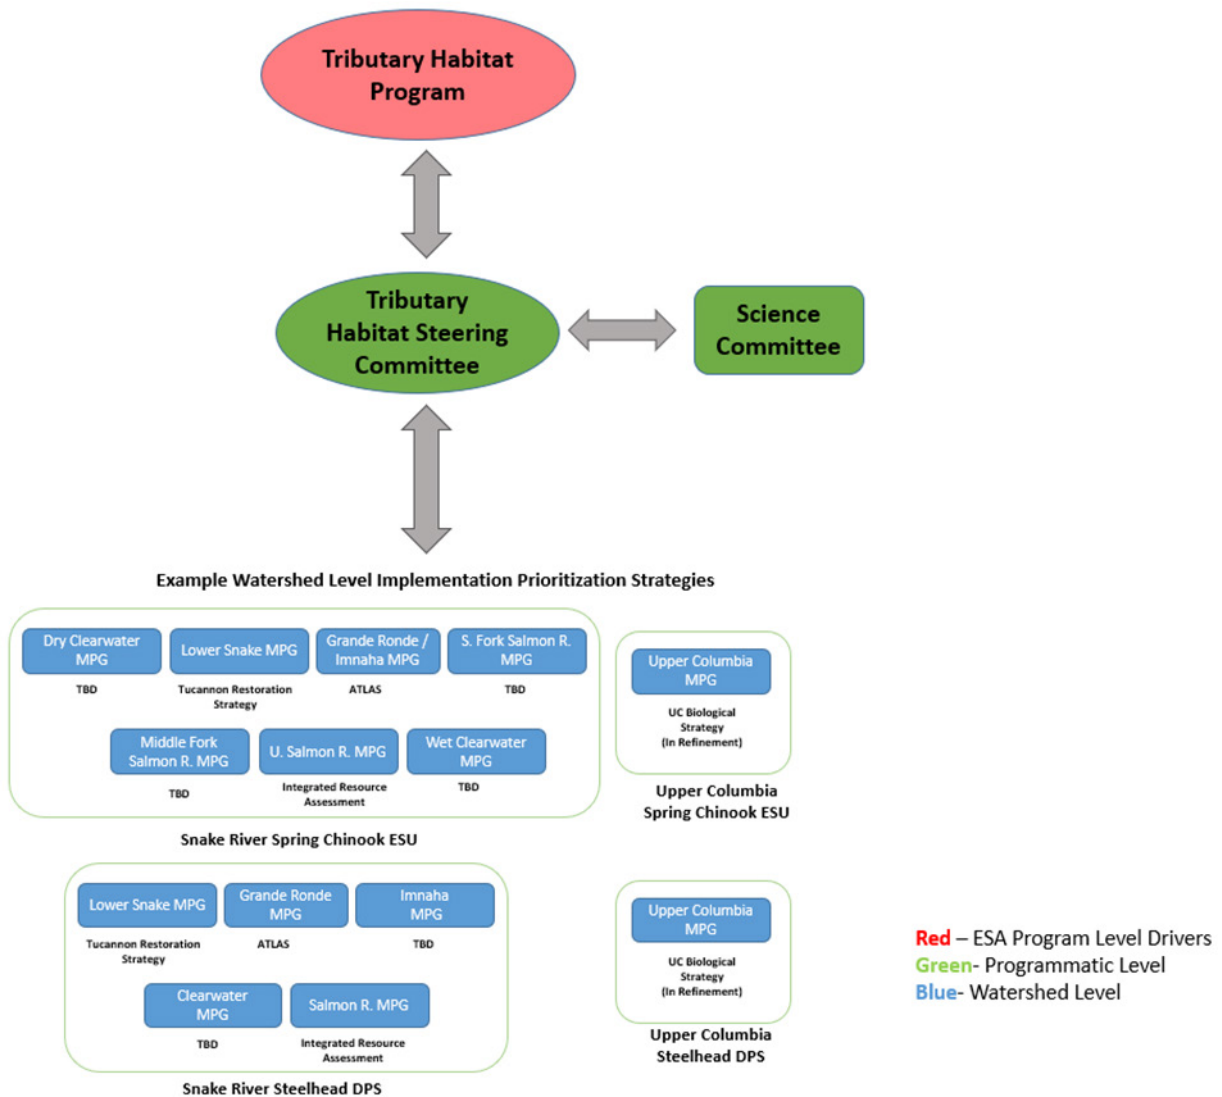 Tributary Habitat
Program
Tributary
Habitat Steering
Committee
Science
Committee
Example Watershed Level Implementation Prioritization Strategies
Dry Clearwater
MPG
TBD
Lower Snake MPG
Tucannon Restoration
Strategy
Grande Ronde /
Imnaha MPG
ATLAS
S. Fork Salmon R.
MPG
TBD
Middle Fork
Salmon R. MPG
TBD
U. Salmon R. MPG
Integrated Resource
Assessment
Wet Clearwater
MPG
TBD
Snake River Spring Chinook ESU
Upper Columbia
MPG
UC Biological
Strategy
(In Refinement)
Upper Columbia
Spring Chinook ESU
Lower Snake MPG
Tucannon Restoration
Strategy
Grande Ronde
MPG
ATLAS
Imnaha
MPG
TBD
Clearwater
MPG
TBD
Salmon R. MPG
Integrated Resource
Assessment
Snake River Steelhead DPS
Upper Columbia
MPG
UC Biological
Strategy
(In Refinement)
Upper Columbia
Steelhead DPS
Red – ESA Program Level Drivers
Green- Programmatic Level
Blue- Watershed Level